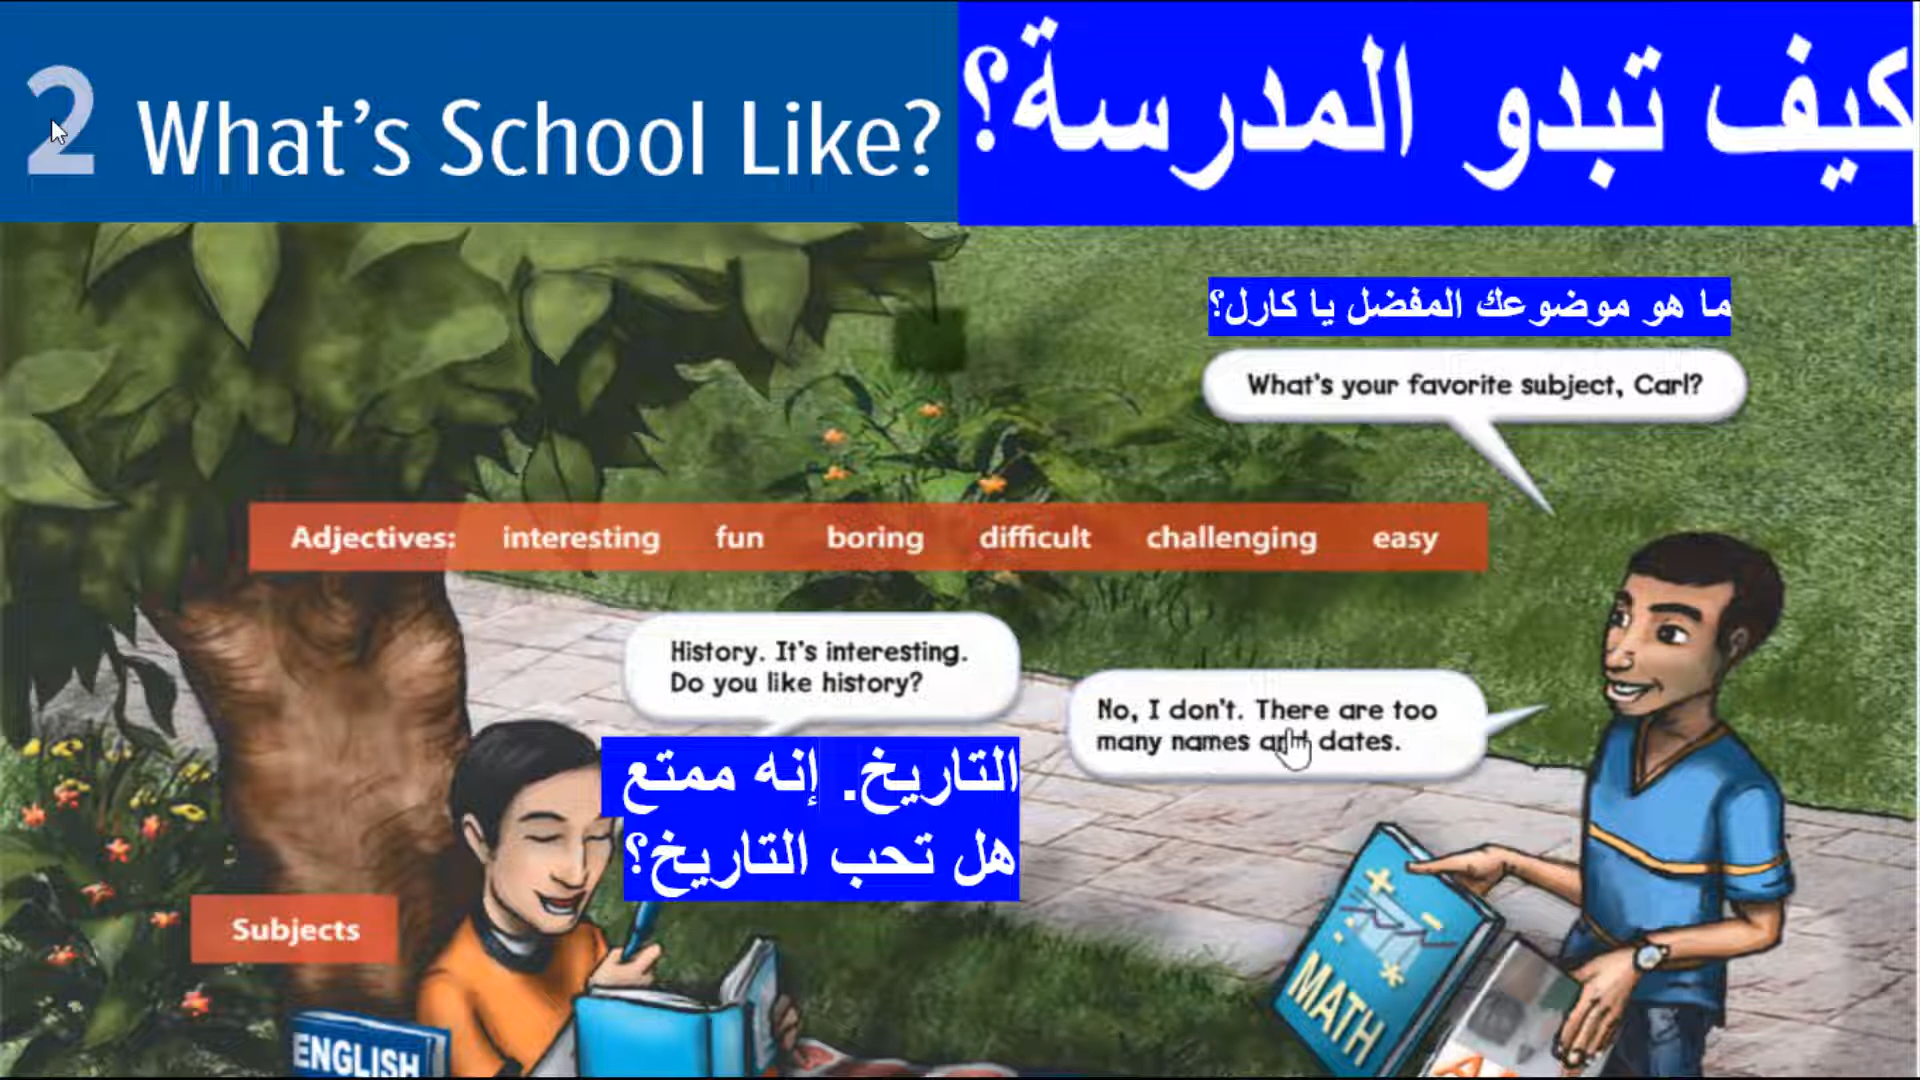 2 What's School Like?
كيف تبدو المدرسة؟
ما هو موضوعك المفضل يا كارل؟
What's your favorite subject, Carl?
Adjectives: interesting fun boring difficult challenging easy
History. It's interesting.
Do you like history?
No, I don't. There are too
many names and dates.
التاريخ. إنه ممتع
هل تحب التاريخ؟
Subjects
ENGLISH
MATH